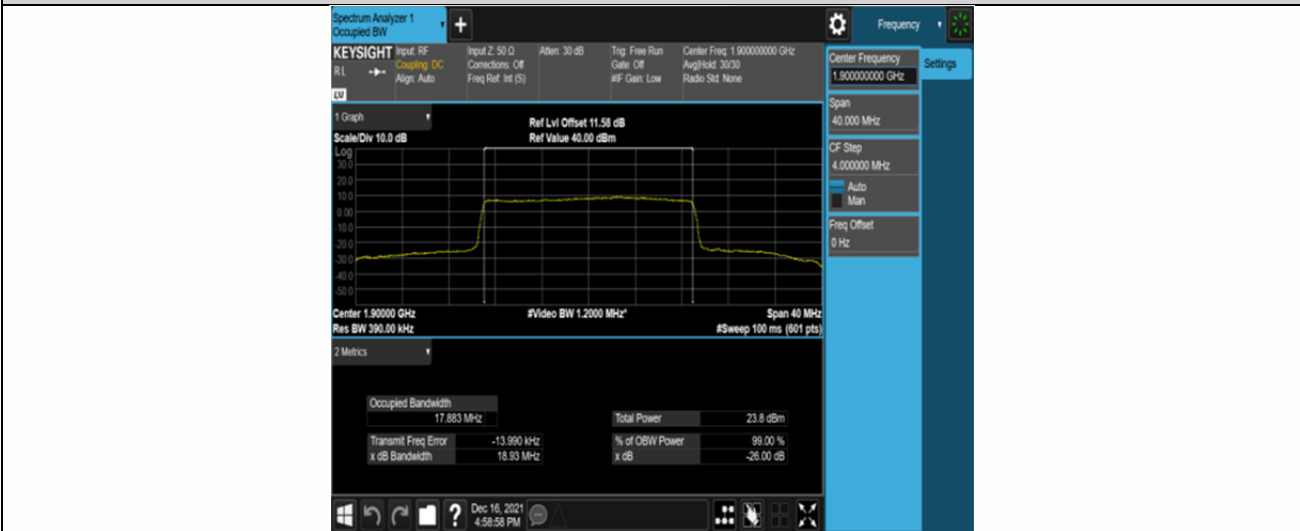 Spectrum Analyzer 1
Occupied BW
+
Frequency
KEYSIGHT
R L
Input: RF
Coupling: DC
Align: Auto
Input Z: 50 Ω
Corrections: Off
Freq Ref: Int (S)
Atten: 30 dB
Trig: Free Run
Gate: Off
#IF Gain: Low
Center Freq: 1.900000000 GHz
Avg|Hold: 30/30
Radio Std: None
Center Frequency
1.900000000 GHz
Settings
Span
40.000 MHz
CF Step
4.000000 MHz
Auto
Man
Freq Offset
0 Hz
1 Graph
Scale/Div 10.0 dB
Ref Lvl Offset 11.58 dB
Ref Value 40.00 dBm
Log
30.0
20.0
10.0
0.00
-10.0
-20.0
-30.0
-40.0
-50.0
Center 1.90000 GHz
#Video BW 1.2000 MHz*
Span 40 MHz
Res BW 390.00 kHz
#Sweep 100 ms (601 pts)
2 Metrics
Occupied Bandwidth
17.883 MHz
Total Power 23.8 dBm
Transmit Freq Error -13.990 kHz
% of OBW Power 99.00 %
x dB Bandwidth 18.93 MHz
x dB -26.00 dB
?
Dec 16, 2021
4:58:58 PM